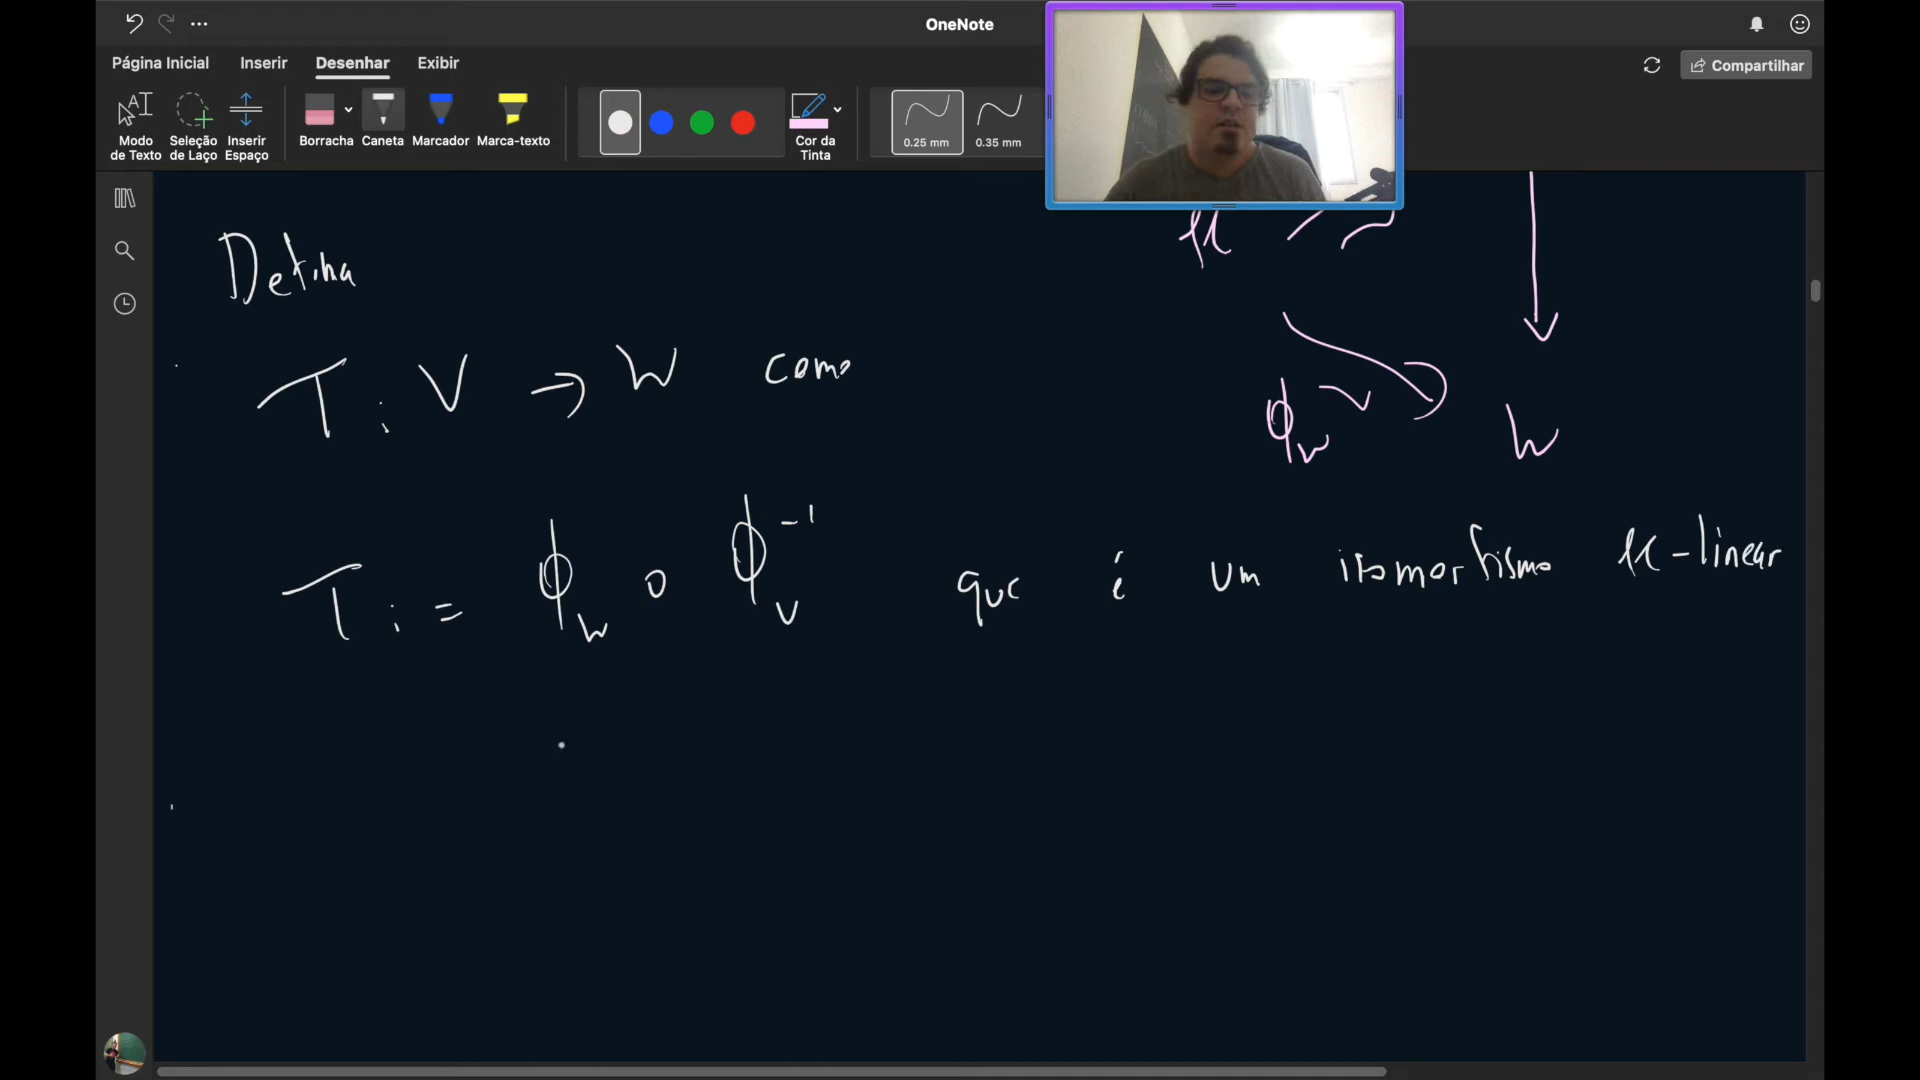 OneNote
Página Inicial Inserir Desenhar Exibir
Compartilhar
Modo de Texto
Seleção de Laço
Inserir Espaço
Borracha
Caneta
Marcador
Marca-texto
Cor da Tinta
0.25 mm
0.35 mm
Defina
T : V → W como
T := ϕ_W ∘ ϕ_V^-1 que é um isomorfismo 𝕂-linear
𝕂
ϕ_W
W